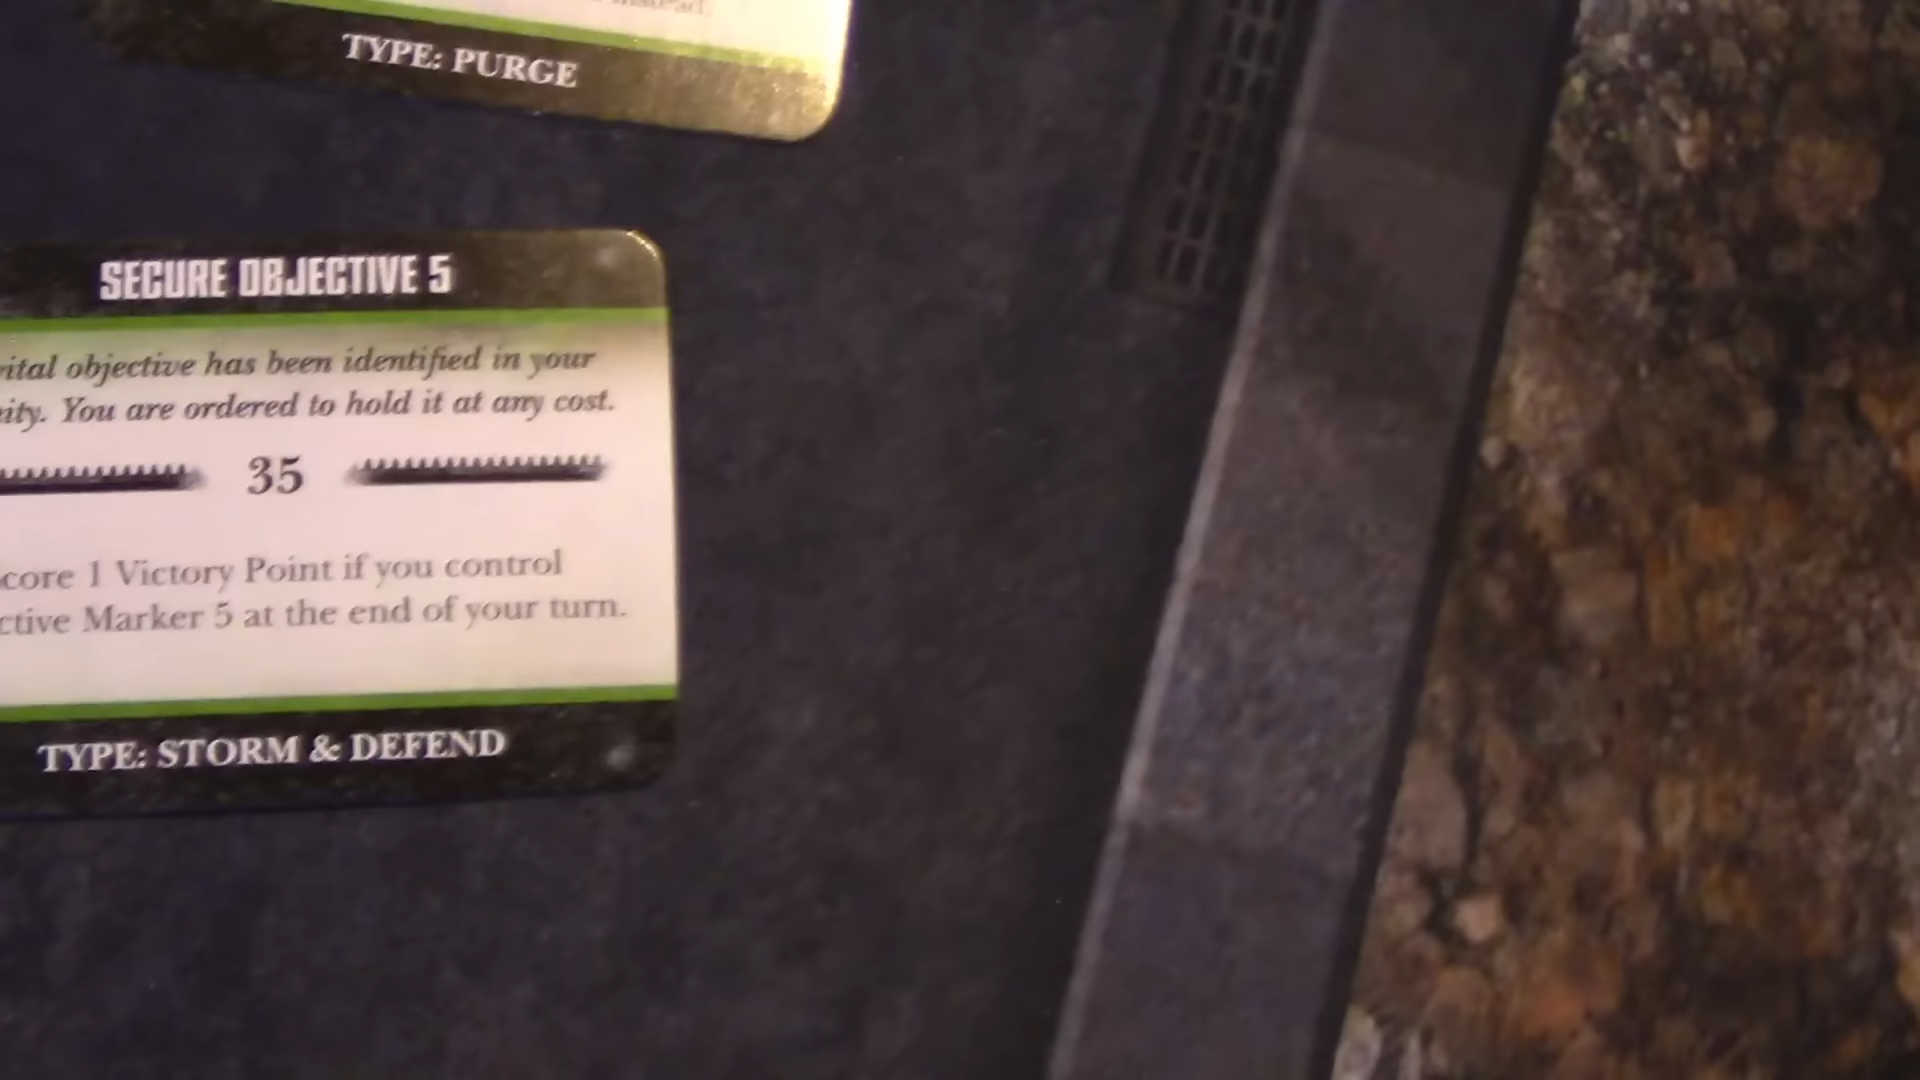 TYPE: PURGE
SECURE OBJECTIVE 5
vital objective has been identified in your
You are ordered to hold it at any cost.
35
core 1 Victory Point if you control
ctive Marker 5 at the end of your turn.
TYPE: STORM & DEFEND